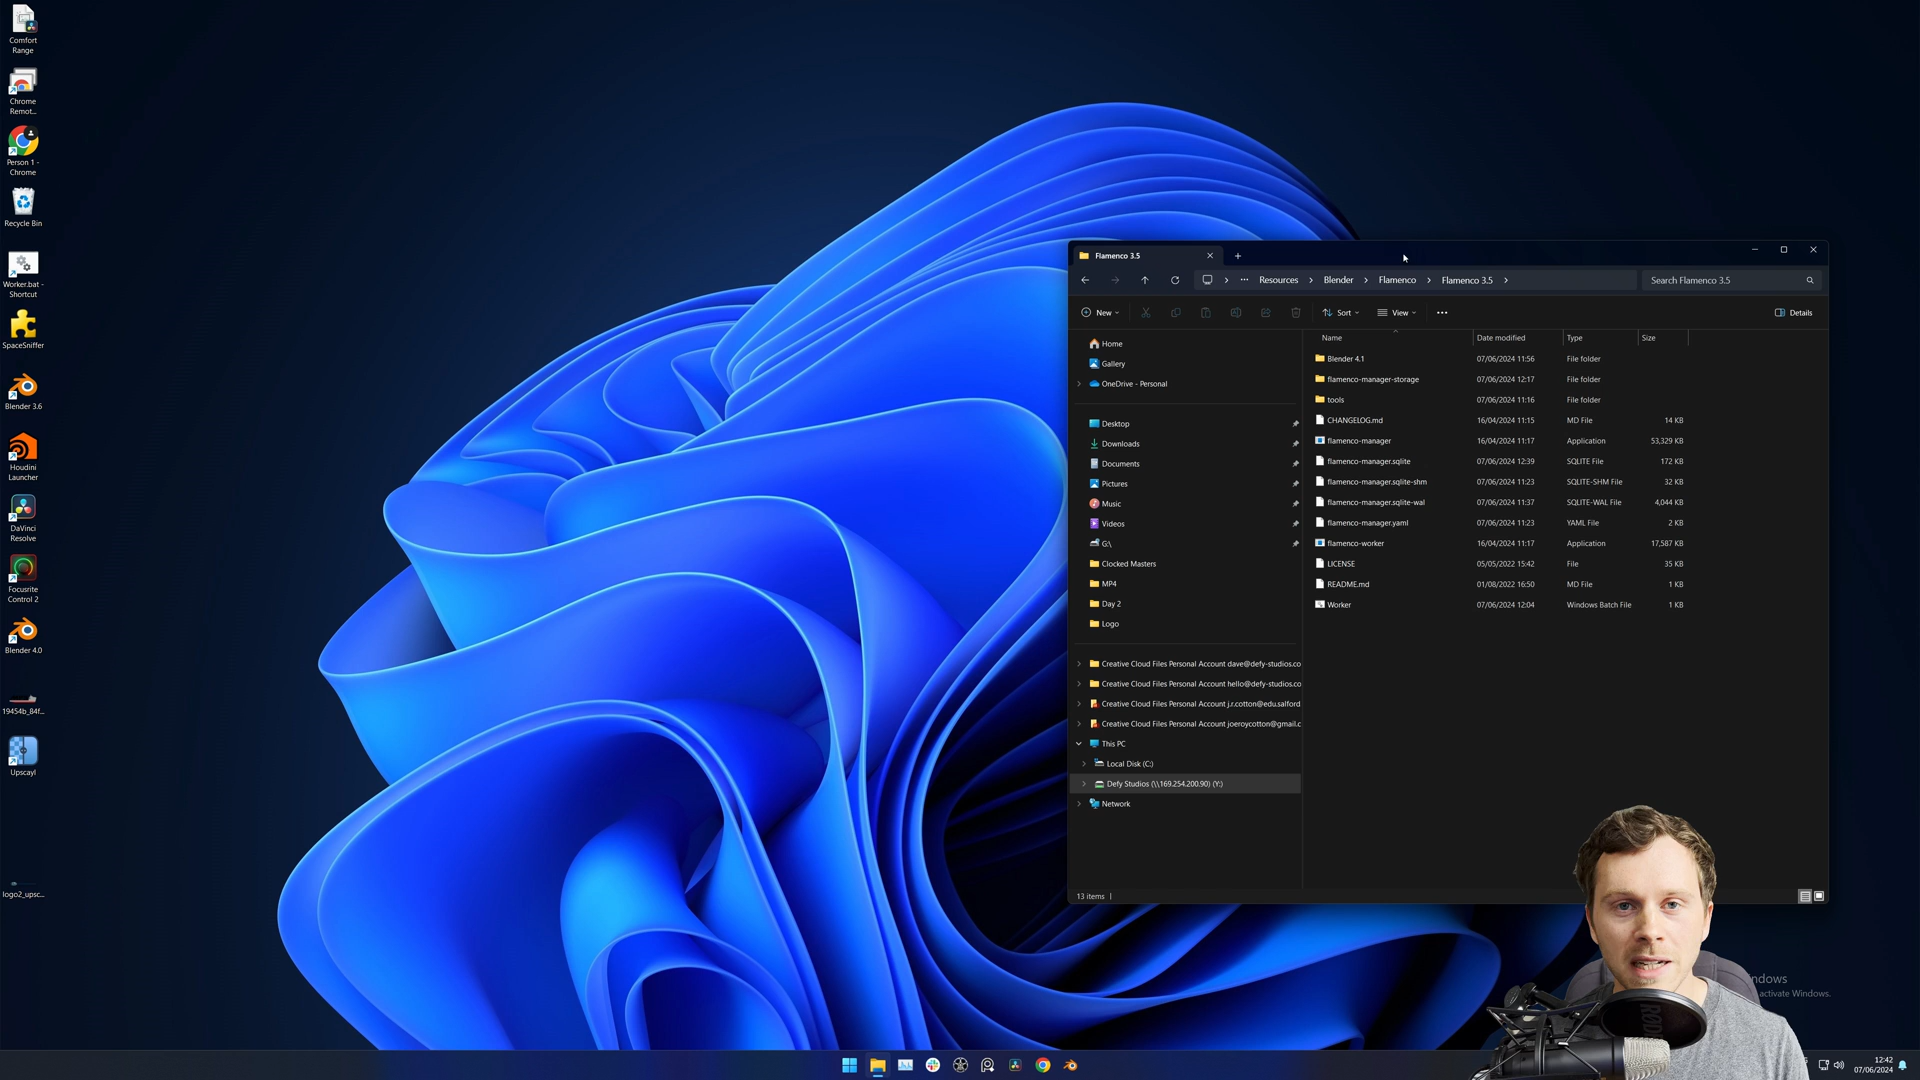 Comfort
Range
Chrome
Remot...
Person 1 -
Chrome
Recycle Bin
Worker.bat -
Shortcut
SpaceSniffer
Blender 3.6
Houdini
Launcher
DaVinci
Resolve
Focusrite
Control 2
Blender 4.0
19454b_84f...
Upscayl
logo2_upsc...
Flamenco 3.5
Resources > Blender > Flamenco > Flamenco 3.5 >
Search Flamenco 3.5
New
Sort
View
Details
Home
Gallery
OneDrive - Personal
Desktop
Downloads
Documents
Pictures
Music
Videos
G:\
Clocked Masters
MP4
Day 2
Logo
Creative Cloud Files Personal Account dave@defy-studios.co
Creative Cloud Files Personal Account hello@defy-studios.co
Creative Cloud Files Personal Account j.r.cotton@edu.salford
Creative Cloud Files Personal Account joeroycotton@gmail.c
This PC
Local Disk (C:)
Defy Studios (\\169.254.200.90) (Y:)
Network
Name Date modified Type Size
Blender 4.1 07/06/2024 11:56 File folder
flamenco-manager-storage 07/06/2024 12:17 File folder
tools 07/06/2024 11:16 File folder
CHANGELOG.md 16/04/2024 11:15 MD File 14 KB
flamenco-manager 16/04/2024 11:17 Application 53,329 KB
flamenco-manager.sqlite 07/06/2024 12:39 SQLITE File 172 KB
flamenco-manager.sqlite-shm 07/06/2024 11:23 SQLITE-SHM File 32 KB
flamenco-manager.sqlite-wal 07/06/2024 11:37 SQLITE-WAL File 4,044 KB
flamenco-manager.yaml 07/06/2024 11:23 YAML File 2 KB
flamenco-worker 16/04/2024 11:17 Application 17,587 KB
LICENSE 05/05/2022 15:42 File 35 KB
README.md 01/08/2022 16:50 MD File 1 KB
Worker 07/06/2024 12:04 Windows Batch File 1 KB
13 items
ndows
activate Windows.
RODE
12:42
07/06/2024